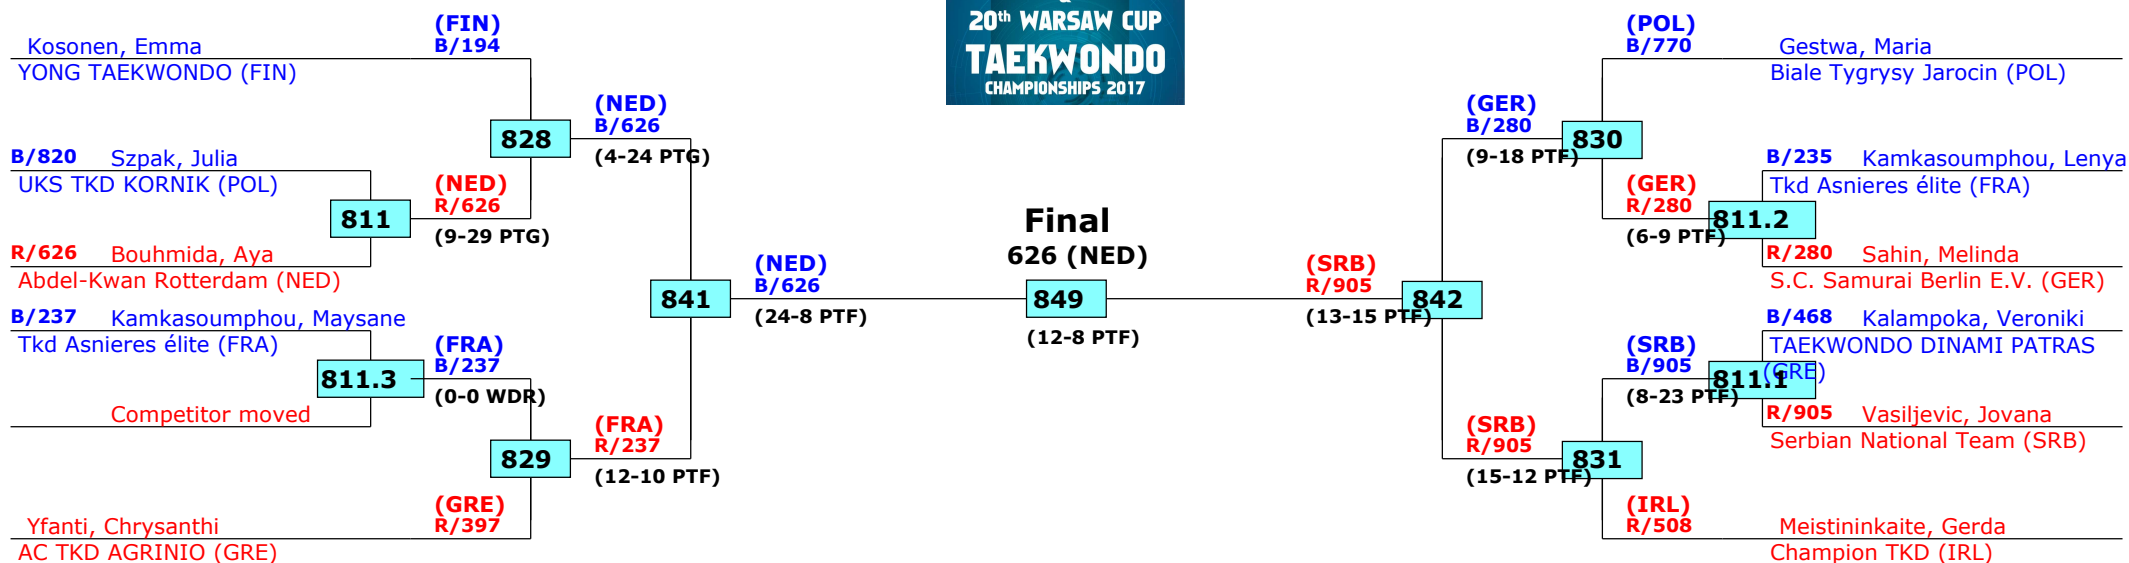 20th WARSAW CUP
TAEKWONDO
CHAMPIONSHIPS 2017
(FIN)
B/194
Kosonen, Emma
YONG TAEKWONDO (FIN)
828
(NED)
B/626
(4-24 PTG)
B/820 Szpak, Julia
UKS TKD KORNIK (POL)
811
(NED)
R/626
(9-29 PTG)
R/626 Bouhmida, Aya
Abdel-Kwan Rotterdam (NED)
841
(NED)
B/626
(24-8 PTF)
B/237 Kamkasoumphou, Maysane
Tkd Asnieres élite (FRA)
811.3
(FRA)
B/237
(0-0 WDR)
Competitor moved
829
(FRA)
R/237
(12-10 PTF)
(GRE)
R/397
Yfanti, Chrysanthi
AC TKD AGRINIO (GRE)
Final
626 (NED)
849
(12-8 PTF)
(POL)
B/770
Gestwa, Maria
Biale Tygrysy Jarocin (POL)
(GER)
B/280
(9-18 PTF)
830
B/235 Kamkasoumphou, Lenya
Tkd Asnieres élite (FRA)
(GER)
R/280
(6-9 PTF)
811.2
R/280 Sahin, Melinda
S.C. Samurai Berlin E.V. (GER)
(SRB)
R/905
(13-15 PTF)
842
B/468 Kalampoka, Veroniki
TAEKWONDO DINAMI PATRAS
(GRE)
(SRB)
B/905
(8-23 PTF)
811.1
R/905 Vasiljevic, Jovana
Serbian National Team (SRB)
(SRB)
R/905
(15-12 PTF)
831
(IRL)
R/508
Meistininkaite, Gerda
Champion TKD (IRL)